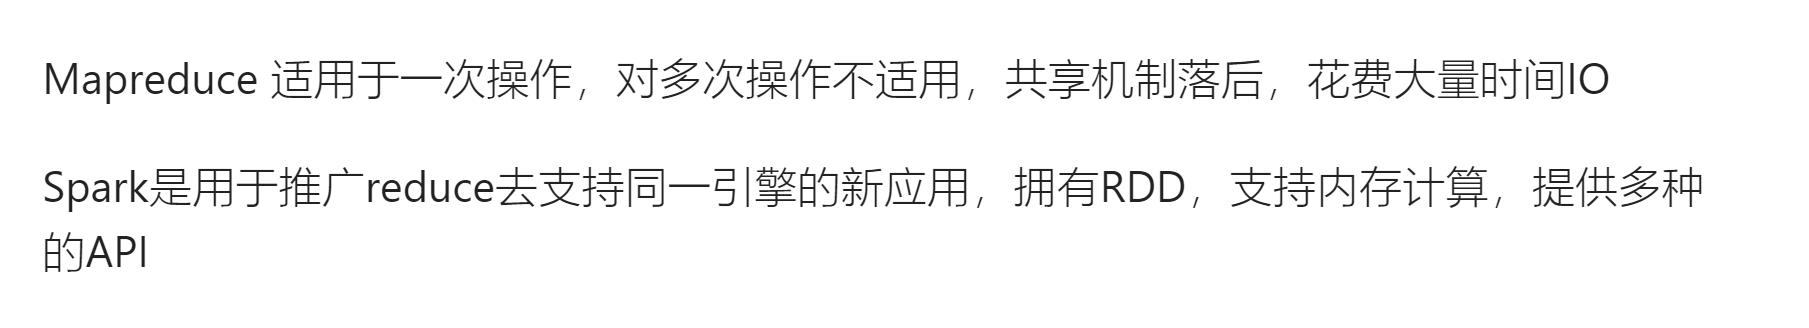 Mapreduce 适用于一次操作，对多次操作不适用，共享机制落后，花费大量时间IO
Spark是用于推广reduce去支持同一引擎的新应用，拥有RDD，支持内存计算，提供多种
的API